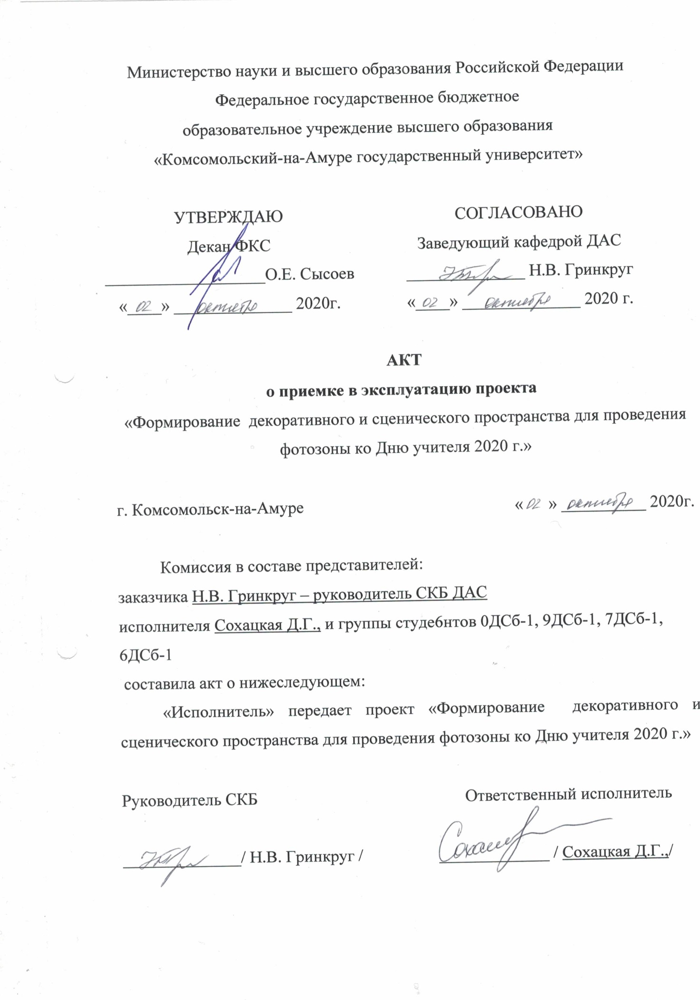 Министерство науки и высшего образования Российской Федерации
Федеральное государственное бюджетное
образовательное учреждение высшего образования
«Комсомольский-на-Амуре государственный университет»
УТВЕРЖДАЮ
Декан ФКС
О.Е. Сысоев
«02» октября 2020г.
СОГЛАСОВАНО
Заведующий кафедрой ДАС
Н.В. Гринкруг
«02» октября 2020 г.
АКТ
о приемке в эксплуатацию проекта
«Формирование декоративного и сценического пространства для проведения
фотозоны ко Дню учителя 2020 г.»
г. Комсомольск-на-Амуре «02» октября 2020г.
Комиссия в составе представителей:
заказчика Н.В. Гринкруг – руководитель СКБ ДАС
исполнителя Сохацкая Д.Г., и группы студе6нтов 0ДСб-1, 9ДСб-1, 7ДСб-1,
6ДСб-1
составила акт о нижеследующем:
«Исполнитель» передает проект «Формирование декоративного и
сценического пространства для проведения фотозоны ко Дню учителя 2020 г.»
Руководитель СКБ Ответственный исполнитель
/ Н.В. Гринкруг / / Сохацкая Д.Г.,/